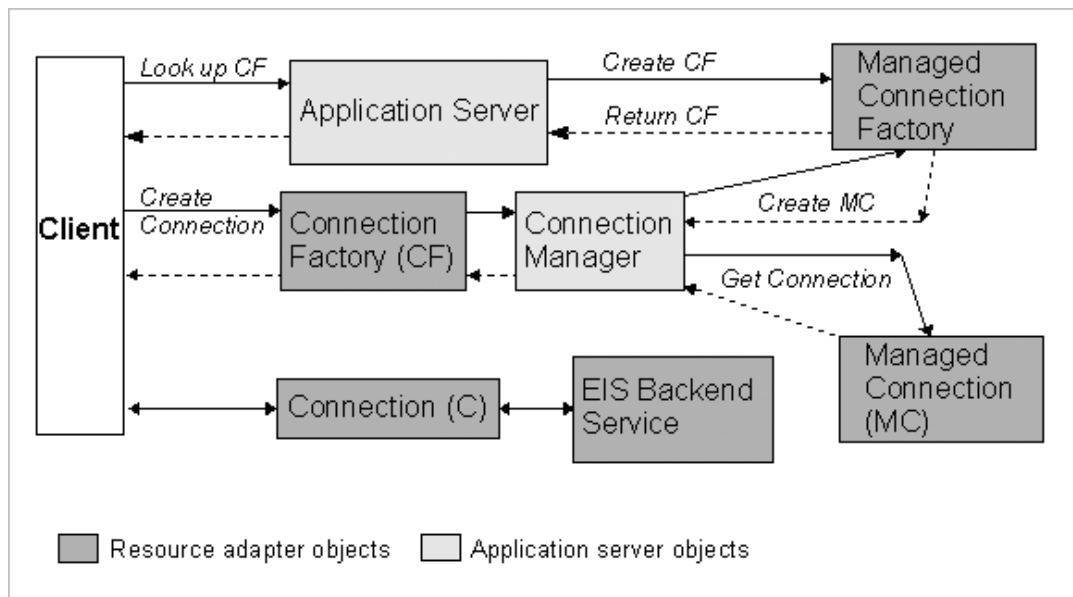 Look up CF
Create CF
Managed
Connection
Factory
Application Server
Return CF
Create
Connection
Client
Connection
Factory (CF)
Connection
Manager
Create MC
Get Connection
Managed
Connection
(MC)
Connection (C)
EIS Backend
Service
Resource adapter objects
Application server objects